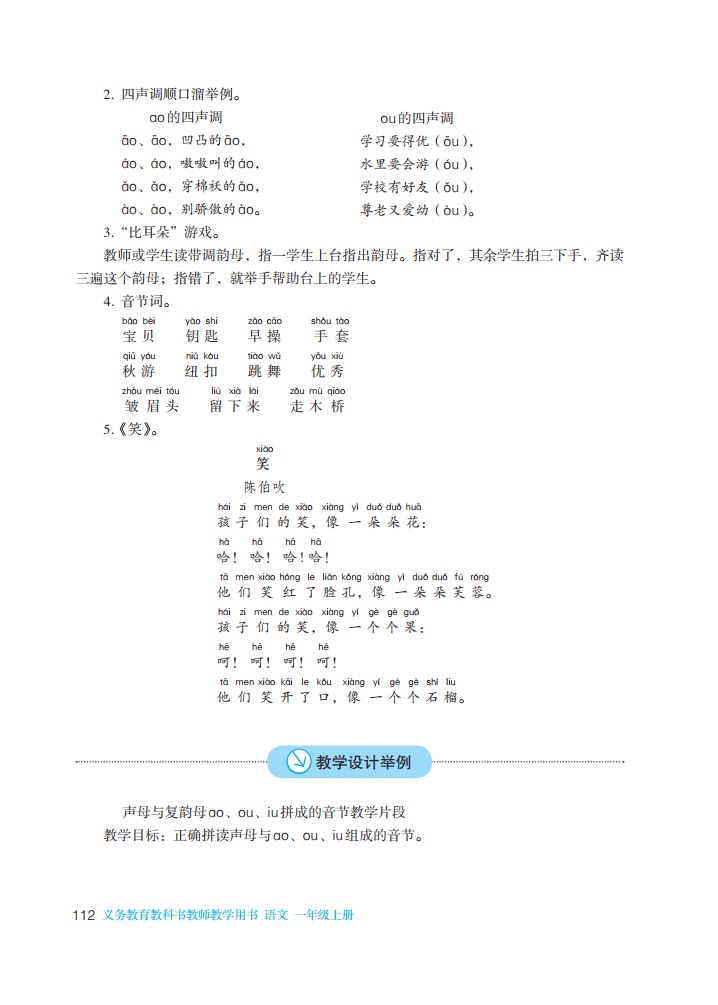 2. 四声调顺口溜举例。
ao的四声调
āo、āo，凹凸的āo，
áo、áo，嗷嗷叫的áo，
ǎo、ǎo，穿棉袄的ǎo，
ào、ào，别骄傲的ào。
ou的四声调
学习要得优（ōu），
水里要会游（óu），
学校有好友（ǒu），
尊老又爱幼（òu）。
3. “比耳朵”游戏。
教师或学生读带调韵母，指一学生上台指出韵母。指对了，其余学生拍三下手，齐读
三遍这个韵母；指错了，就举手帮助台上的学生。
4. 音节词。
bǎo bèi yào shi zǎo cāo shǒu tào
宝贝 钥匙 早操 手套
qiū yóu niǔ kòu tiào wǔ yōu xiù
秋游 纽扣 跳舞 优秀
zhòu méi tóu liú xià lái zǒu mù qiáo
皱眉头 留下来 走木桥
5.《笑》。
xiào
笑
陈伯吹
hái zi men de xiào xiàng yì duǒ duǒ huā
孩子们的笑，像一朵朵花：
hā hā hā hā
哈！哈！哈！哈！
tā men xiào hóng le liǎn kǒng xiàng yì duǒ duǒ fú róng
他们笑红了脸孔，像一朵朵芙蓉。
hái zi men de xiào xiàng yí gè gè guǒ
孩子们的笑，像一个个果：
hē hē hē hē
呵！呵！呵！呵！
tā men xiào kāi le kǒu xiàng yí gè gè shí liu
他们笑开了口，像一个个石榴。
教学设计举例
声母与复韵母ao、ou、iu拼成的音节教学片段
教学目标：正确拼读声母与ao、ou、iu组成的音节。
112 义务教育教科书教师教学用书 语文 一年级上册